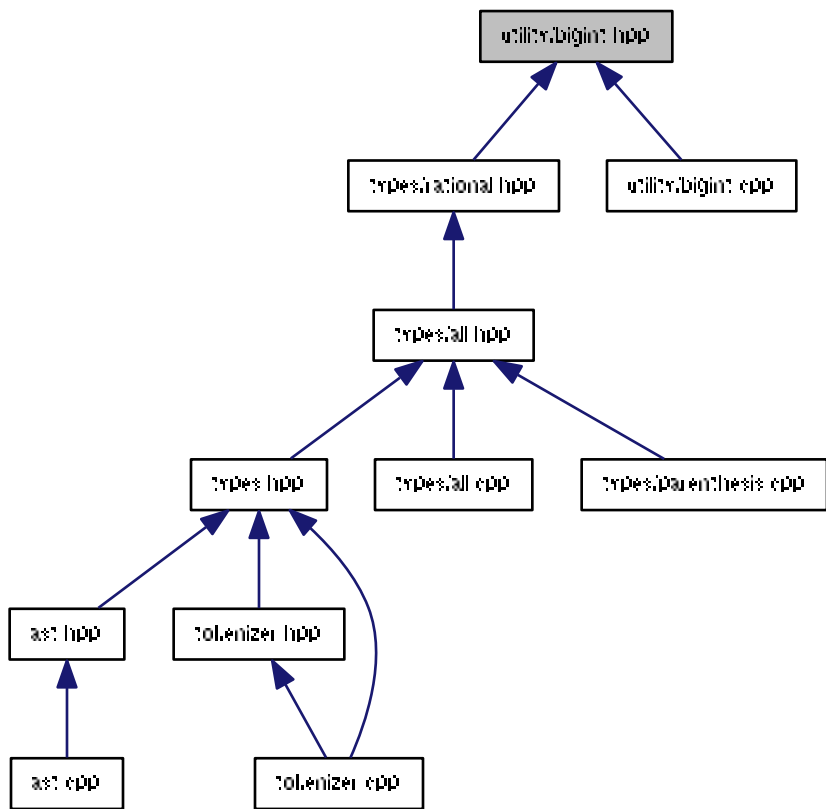 utility/bigint.hpp
types/rational.hpp
utility/bigint.cpp
types/all.hpp
types.hpp
types/all.cpp
types/parenthesis.cpp
ast.hpp
tokenizer.hpp
ast.cpp
tokenizer.cpp